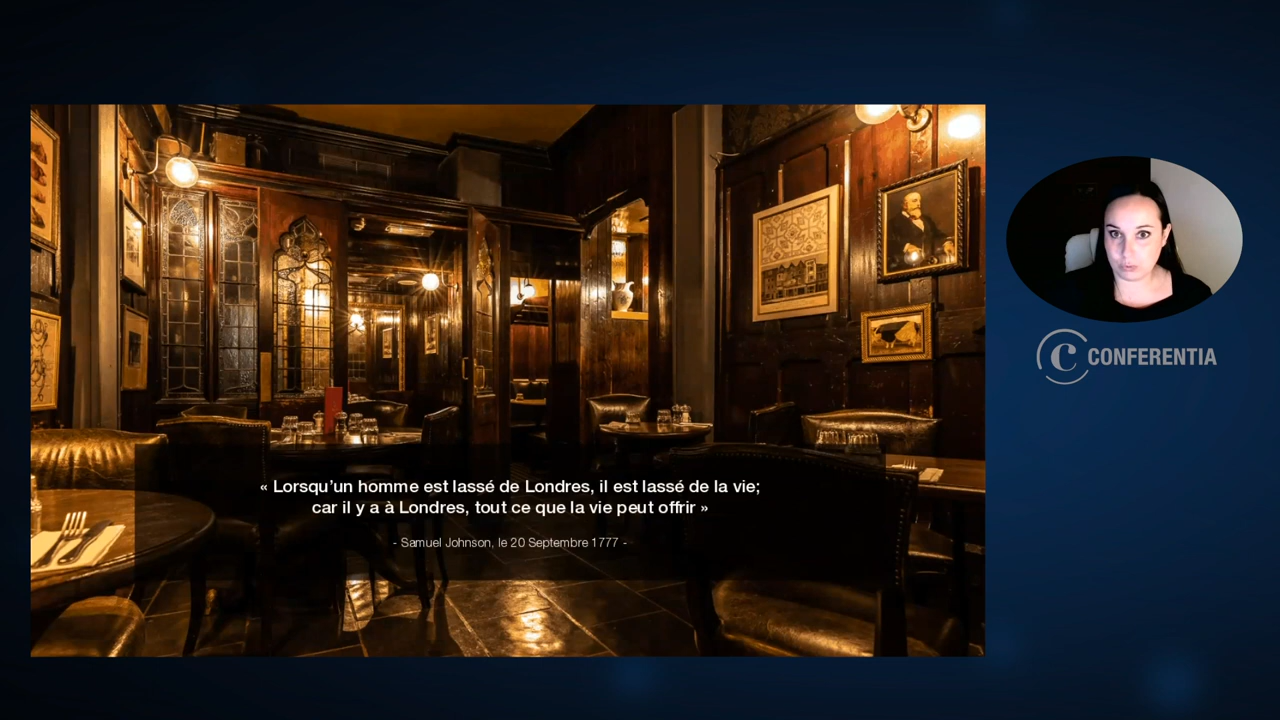 « Lorsqu’un homme est lassé de Londres, il est lassé de la vie;
car il y a à Londres, tout ce que la vie peut offrir »
- Samuel Johnson, le 20 Septembre 1777 -
C CONFERENTIA